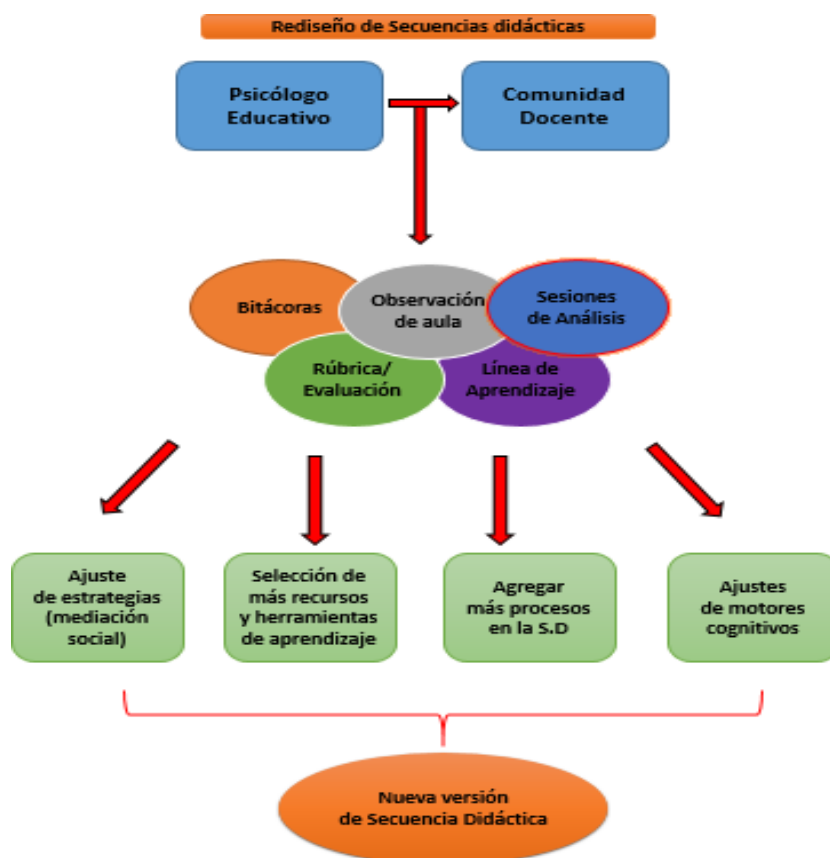 Rediseño de Secuencias didácticas
Psicólogo
Educativo
Comunidad
Docente
Bitácoras
Observación
de aula
Sesiones
de Análisis
Rúbrica/
Evaluación
Línea de
Aprendizaje
Ajuste
de estrategias
(mediación
social)
Selección de
más recursos
y herramientas
de aprendizaje
Agregar
más procesos
en la S.D
Ajustes
de motores
cognitivos
Nueva versión
de Secuencia Didáctica